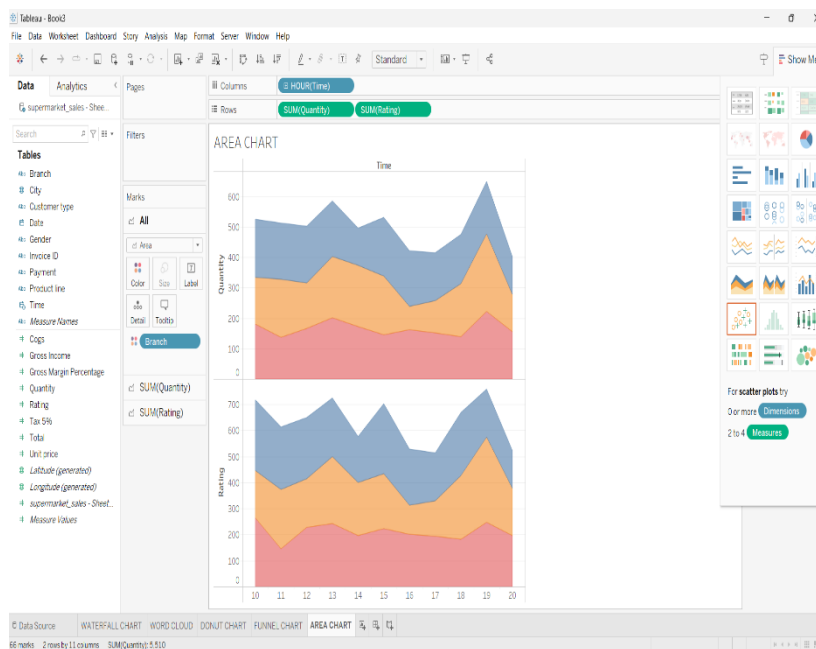 Tableau - Book3
File Data Worksheet Dashboard Story Analysis Map Format Server Window Help
Standard
Show Me
Data Analytics
supermarket_sales - Shee...
Search
Tables
Abc Branch
City
Abc Customer type
Date
Abc Gender
Abc Invoice ID
Abc Payment
Abc Product line
Time
Abc Measure Names
Cogs
Gross Income
Gross Margin Percentage
Quantity
Rating
Tax 5%
Total
Unit price
Latitude (generated)
Longitude (generated)
supermarket_sales - Sheet...
Measure Values
Pages
Filters
Marks
All
Area
Color Size Label
Detail Tooltip
Branch
SUM(Quantity)
SUM(Rating)
Columns HOUR(Time)
Rows SUM(Quantity) SUM(Rating)
AREA CHART
Time
Quantity
600
500
400
300
200
100
0
Rating
700
600
500
400
300
200
100
0
10 11 12 13 14 15 16 17 18 19 20
For scatter plots try
0 or more Dimensions
2 to 4 Measures
Data Source WATERFALL CHART WORD CLOUD DONUT CHART FUNNEL CHART AREA CHART
66 marks 2 rows by 11 columns SUM(Quantity): 5,510